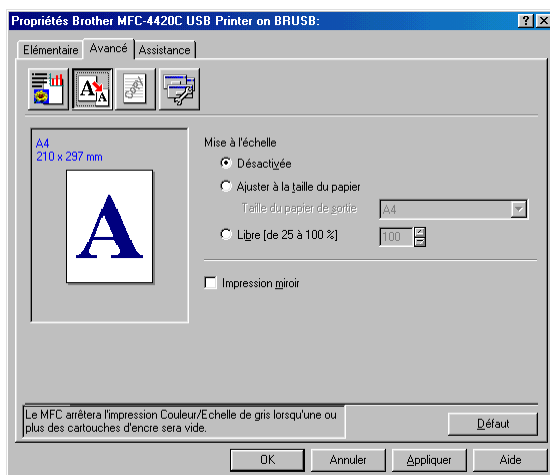 Propriétés Brother MFC-4420C USB Printer on BRUSB:
Elémentaire Avancé Assistance
A4
210 x 297 mm
A
Mise à l'échelle
Désactivée
Ajuster à la taille du papier
Taille du papier de sortie A4
Libre [de 25 à 100 %] 100
Impression miroir
Le MFC arrêtera l'impression Couleur/Echelle de gris lorsqu'une ou
plus des cartouches d'encre sera
vide.
Défaut
OK Annuler Appliquer Aide